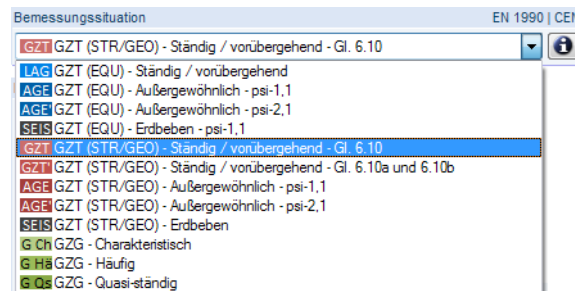 Bemessungssituation EN 1990 | CEN
GZT GZT (STR/GEO) - Ständig / vorübergehend - Gl. 6.10
LAG GZT (EQU) - Ständig / vorübergehend
AGE GZT (EQU) - Außergewöhnlich - psi-1,1
AGE' GZT (EQU) - Außergewöhnlich - psi-2,1
SEIS GZT (EQU) - Erdbeben - psi-1,1
GZT GZT (STR/GEO) - Ständig / vorübergehend - Gl. 6.10
GZT' GZT (STR/GEO) - Ständig / vorübergehend - Gl. 6.10a und 6.10b
AGE GZT (STR/GEO) - Außergewöhnlich - psi-1,1
AGE' GZT (STR/GEO) - Außergewöhnlich - psi-2,1
SEIS GZT (STR/GEO) - Erdbeben
G Ch GZG - Charakteristisch
G Hä GZG - Häufig
G Qs GZG - Quasi-ständig